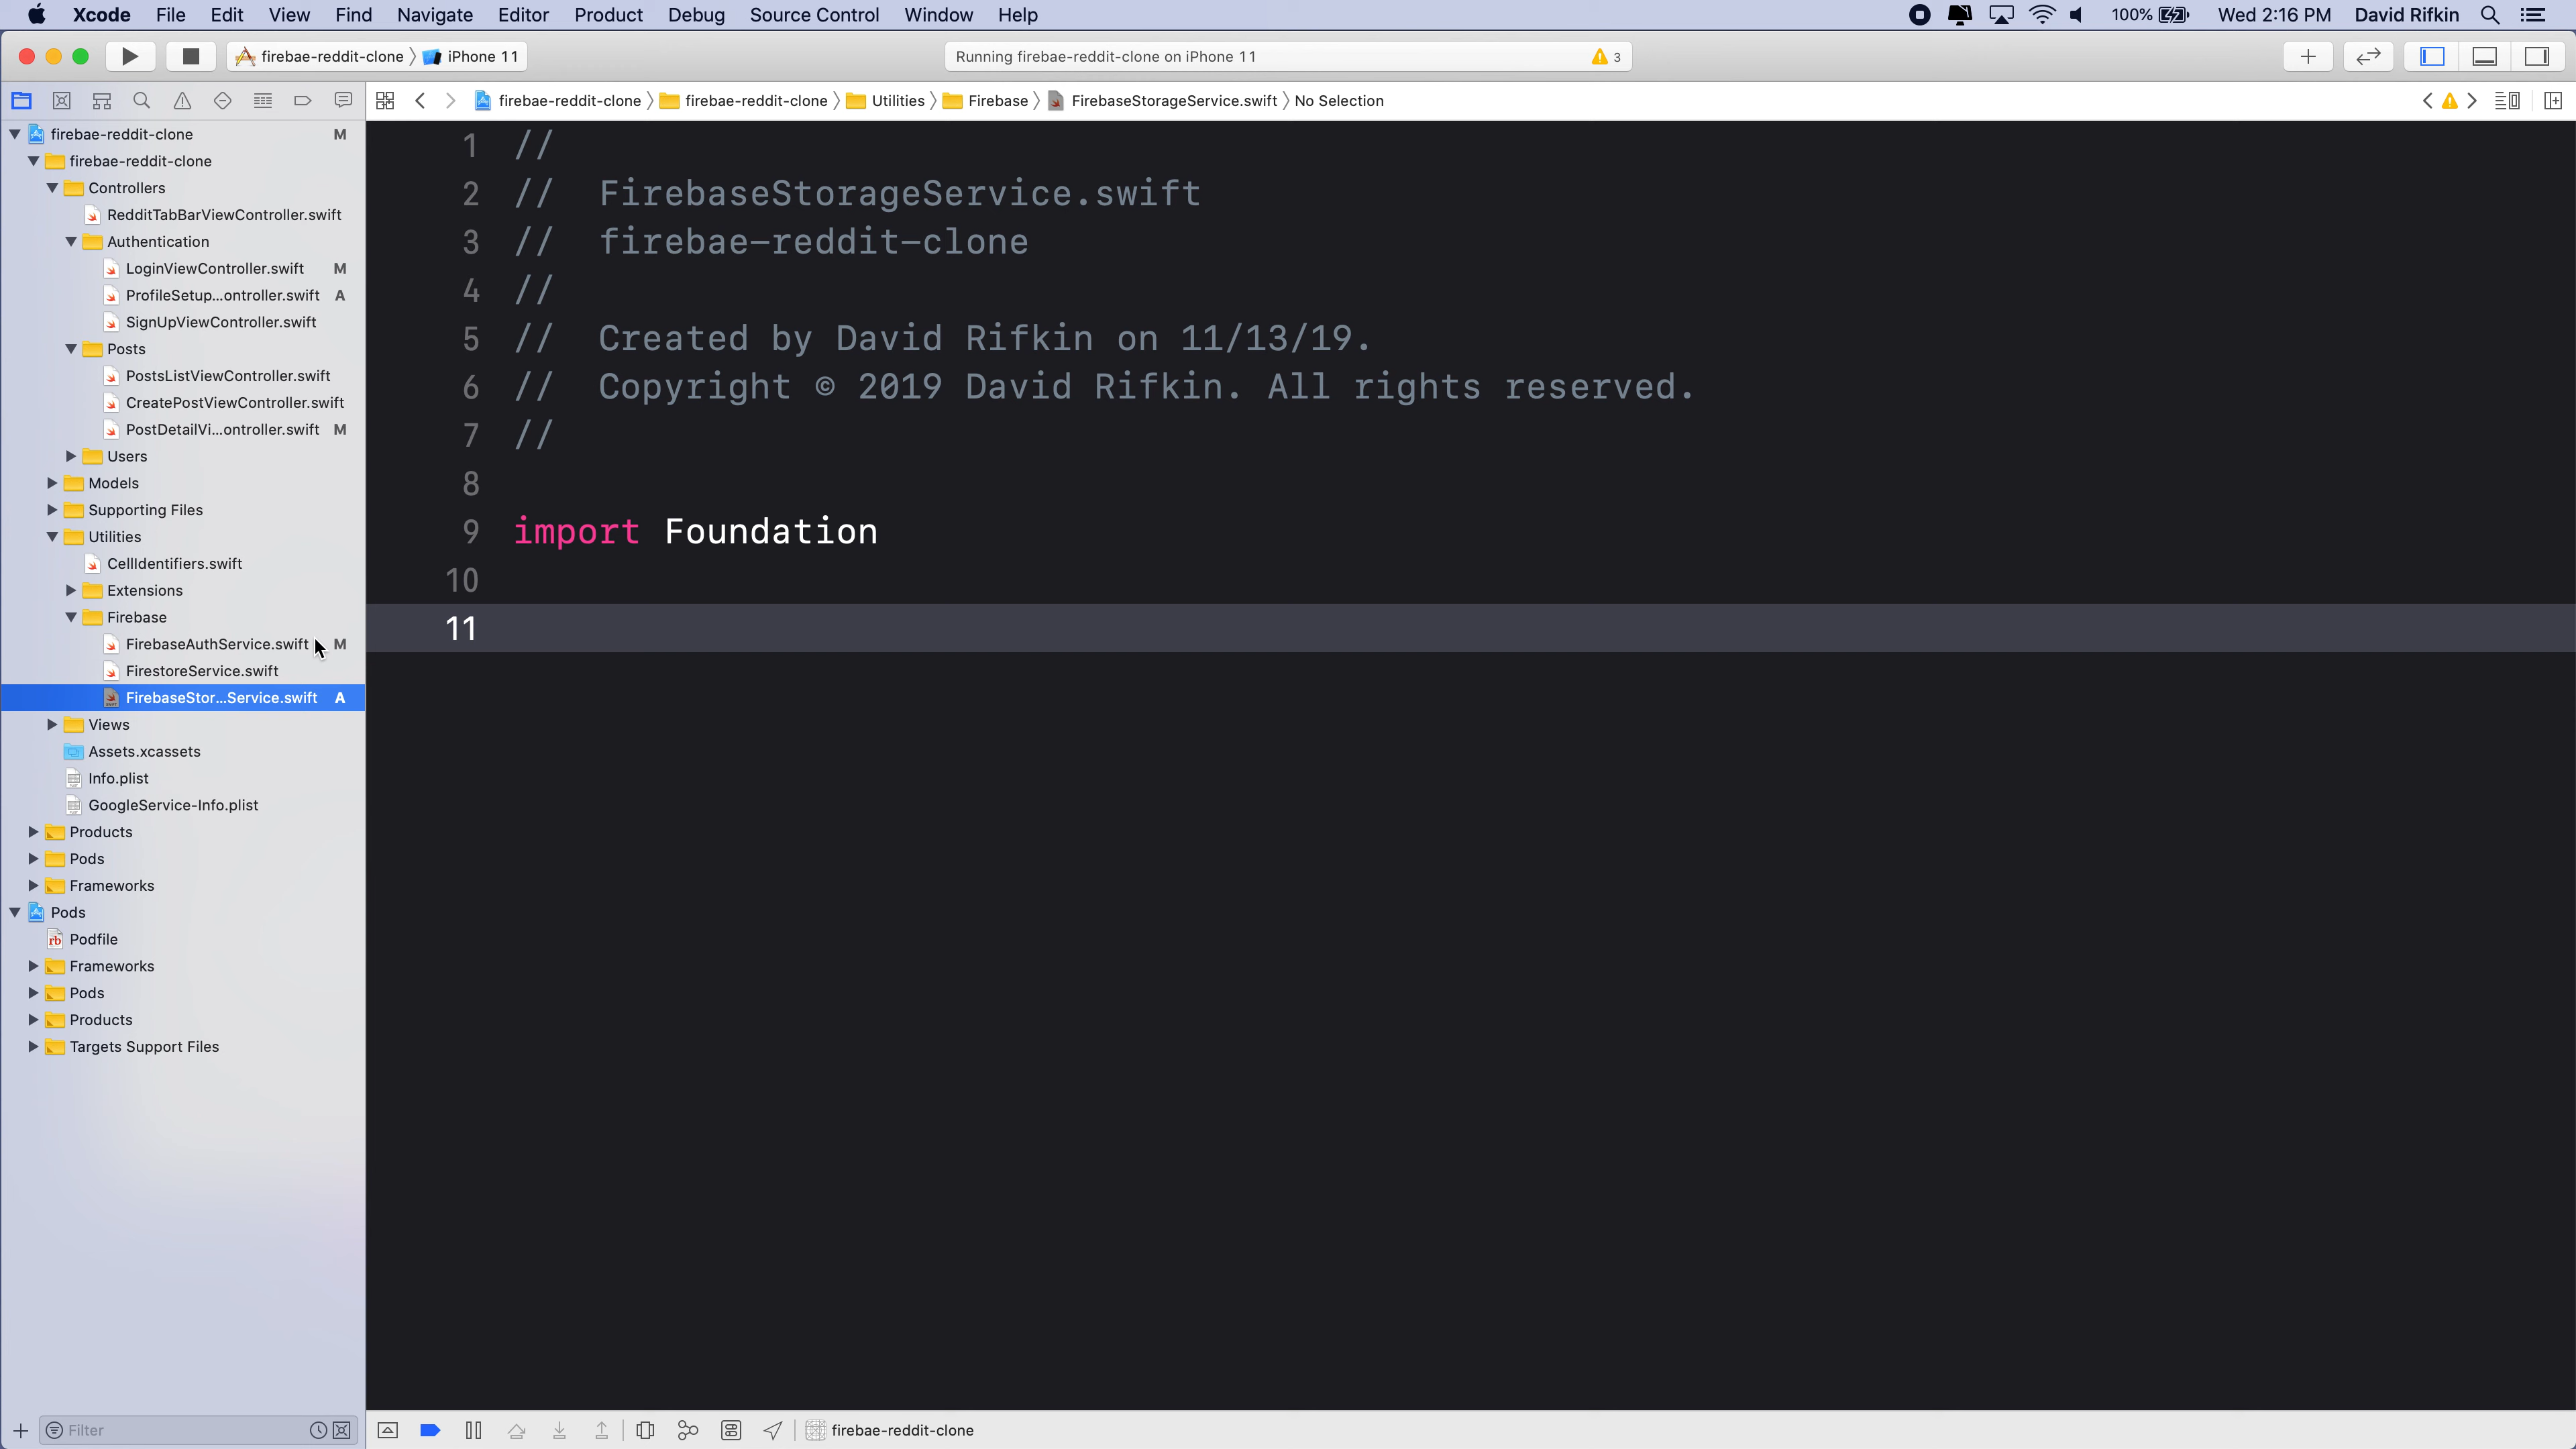 Xcode File Edit View Find Navigate Editor Product Debug Source Control Window Help 100% Wed 2:16 PM David Rifkin
firebae-reddit-clone iPhone 11 Running firebae-reddit-clone on iPhone 11 3
firebae-reddit-clone firebae-reddit-clone Utilities Firebase FirebaseStorageService.swift No Selection
firebae-reddit-clone M
firebae-reddit-clone
Controllers
RedditTabBarViewController.swift
Authentication
LoginViewController.swift M
ProfileSetup...ontroller.swift A
SignUpViewController.swift
Posts
PostsListViewController.swift
CreatePostViewController.swift
PostDetailVi...ontroller.swift M
Users
Models
Supporting Files
Utilities
CellIdentifiers.swift
Extensions
Firebase
FirebaseAuthService.swift M
FirestoreService.swift
FirebaseStor...Service.swift A
Views
Assets.xcassets
Info.plist
GoogleService-Info.plist
Products
Pods
Frameworks
Pods
rb Podfile
Frameworks
Pods
Products
Targets Support Files
Filter
1 //
2 // FirebaseStorageService.swift
3 // firebae-reddit-clone
4 //
5 // Created by David Rifkin on 11/13/19.
6 // Copyright © 2019 David Rifkin. All rights reserved.
7 //
8
9 import Foundation
10
11
firebae-reddit-clone